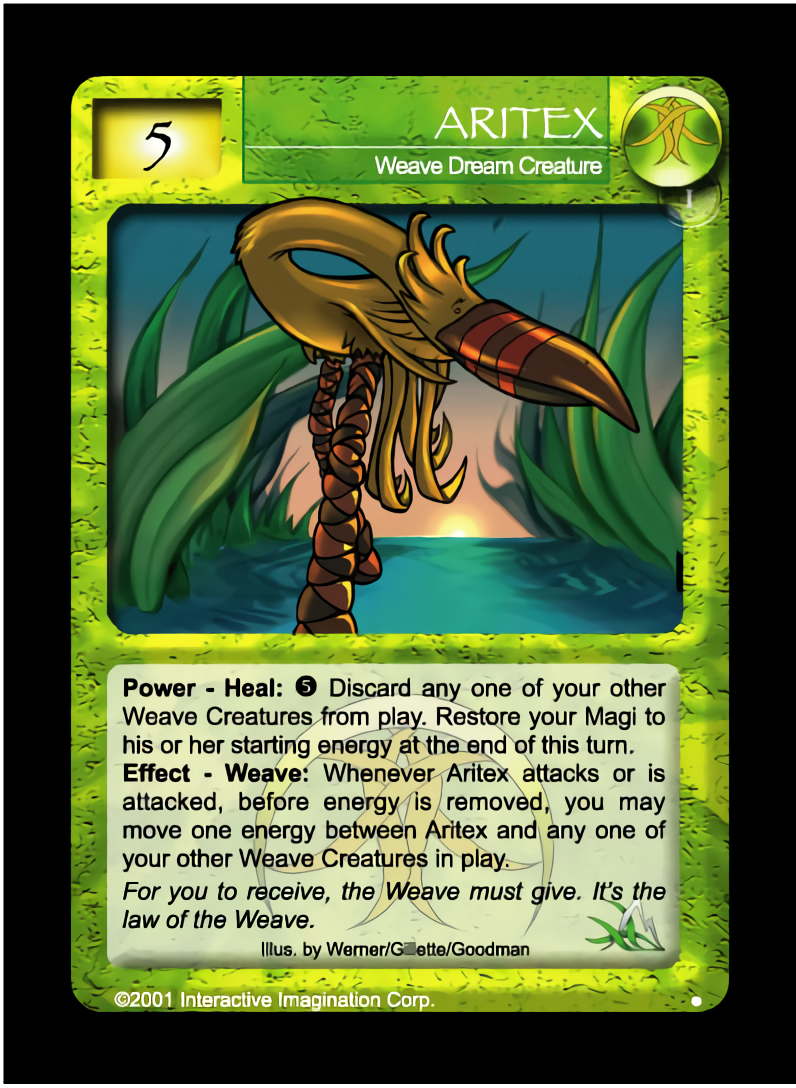 5
ARITEX
Weave Dream Creature
I
Power - Heal: ❺ Discard any one of your other
Weave Creatures from play. Restore your Magi to
his or her starting energy at the end of this turn.
Effect - Weave: Whenever Aritex attacks or is
attacked, before energy is removed, you may
move one energy between Aritex and any one of
your other Weave Creatures in play.
For you to receive, the Weave must give. It's the
law of the Weave.
Illus. by
©2001 Interactive Imagination Corp.